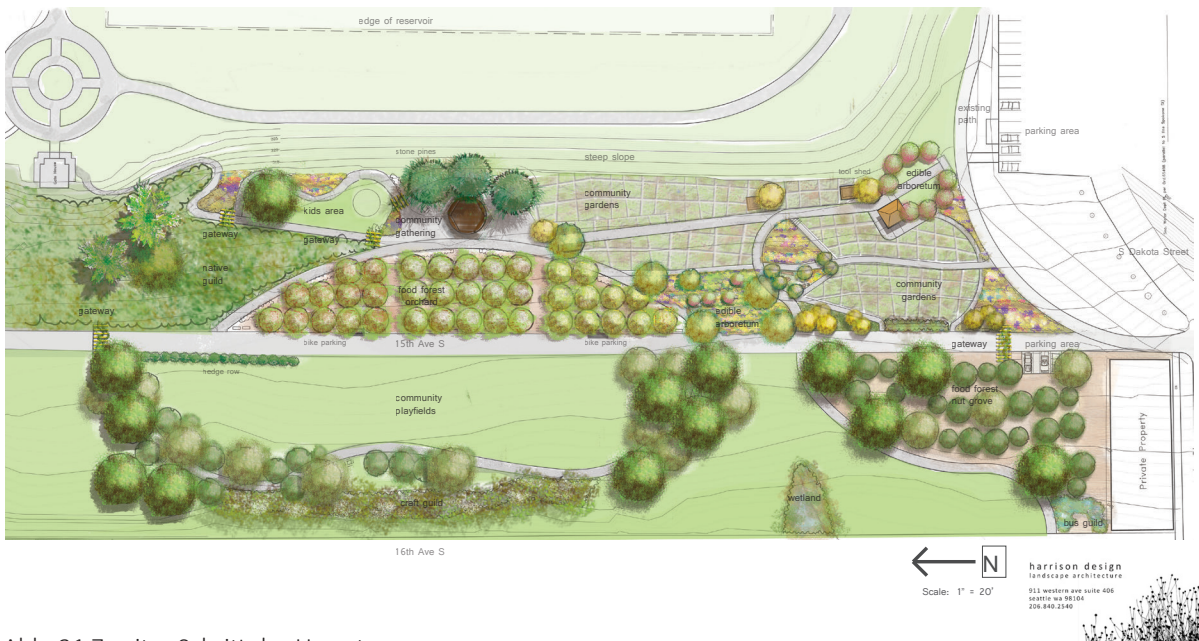 edge of reservoir
existing
path
parking area
stone pines
steep slope
tool shed
edible
arboretum
community
gardens
kids area
community
gathering
gateway
gateway
S Dakota Street
native
guild
food forest
orchard
community
gardens
gateway
edible
arboretum
bike parking
15th Ave S
bike parking
gateway
parking area
hedge row
food forest
nut grove
community
playfields
Private Property
craft guild
wetland
bus guild
16th Ave S
N
Scale: 1" = 20'
harrison design
landscape architecture
911 western ave suite 406
seattle wa 98104
206.840.2540